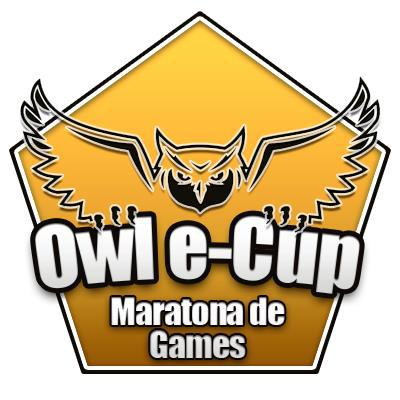 Owl e-Cup
Maratona de
Games